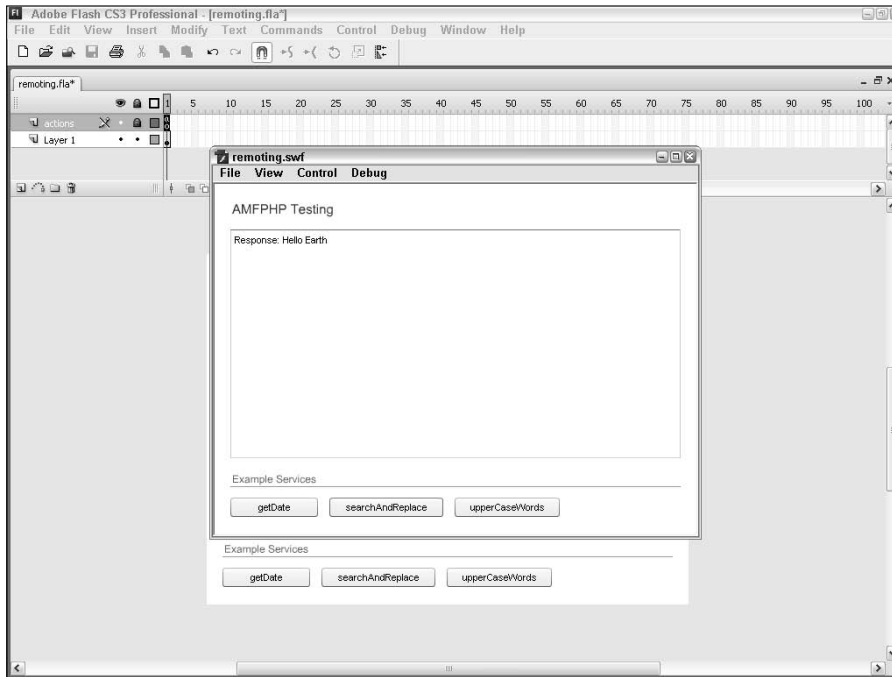 Adobe Flash CS3 Professional - [remoting.fla*]
File Edit View Insert Modify Text Commands Control Debug Window Help
remoting.fla*
1 5 10 15 20 25 30 35 40 45 50 55 60 65 70 75 80 85 90 95 100
actions
Layer 1
remoting.swf
File View Control Debug
AMFPHP Testing
Response: Hello Earth
Example Services
getDate searchAndReplace upperCaseWords
Example Services
getDate searchAndReplace upperCaseWords